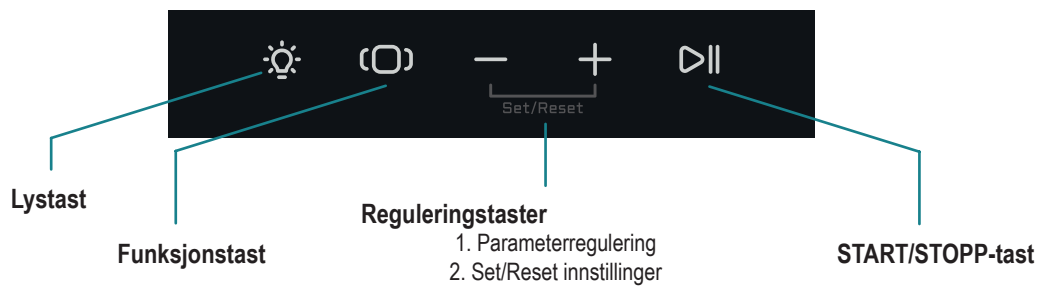 Set/Reset
Lystast
Funksjonstast
Reguleringstaster
1. Parameterregulering
2. Set/Reset innstillinger
START/STOPP-tast